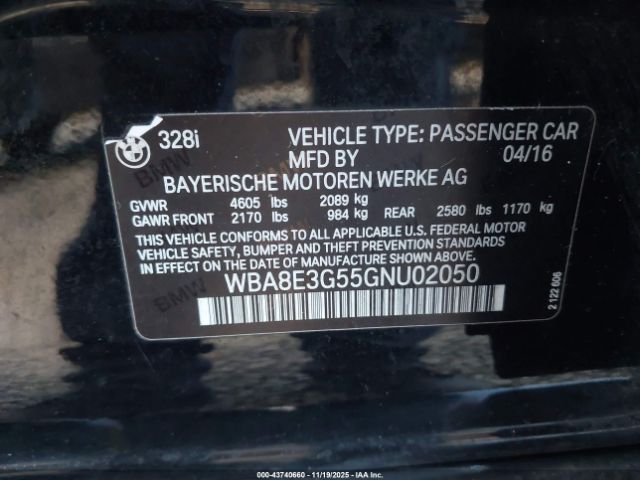 328i VEHICLE TYPE: PASSENGER CAR
MFD BY 04/16
BAYERISCHE MOTOREN WERKE AG
GVWR 4605 lbs 2089 kg
GAWR FRONT 2170 lbs 984 kg REAR 2580 lbs 1170 kg
THIS VEHICLE CONFORMS TO ALL APPLICABLE U.S. FEDERAL MOTOR
VEHICLE SAFETY, BUMPER AND THEFT PREVENTION STANDARDS IN
EFFECT ON THE DATE OF MANUFACTURE SHOWN ABOVE.
WBA8E3G55GNU02050
2 122 606
BMW
BMW
BMW
000-43740660 - 11/19/2025 - IAA Inc.